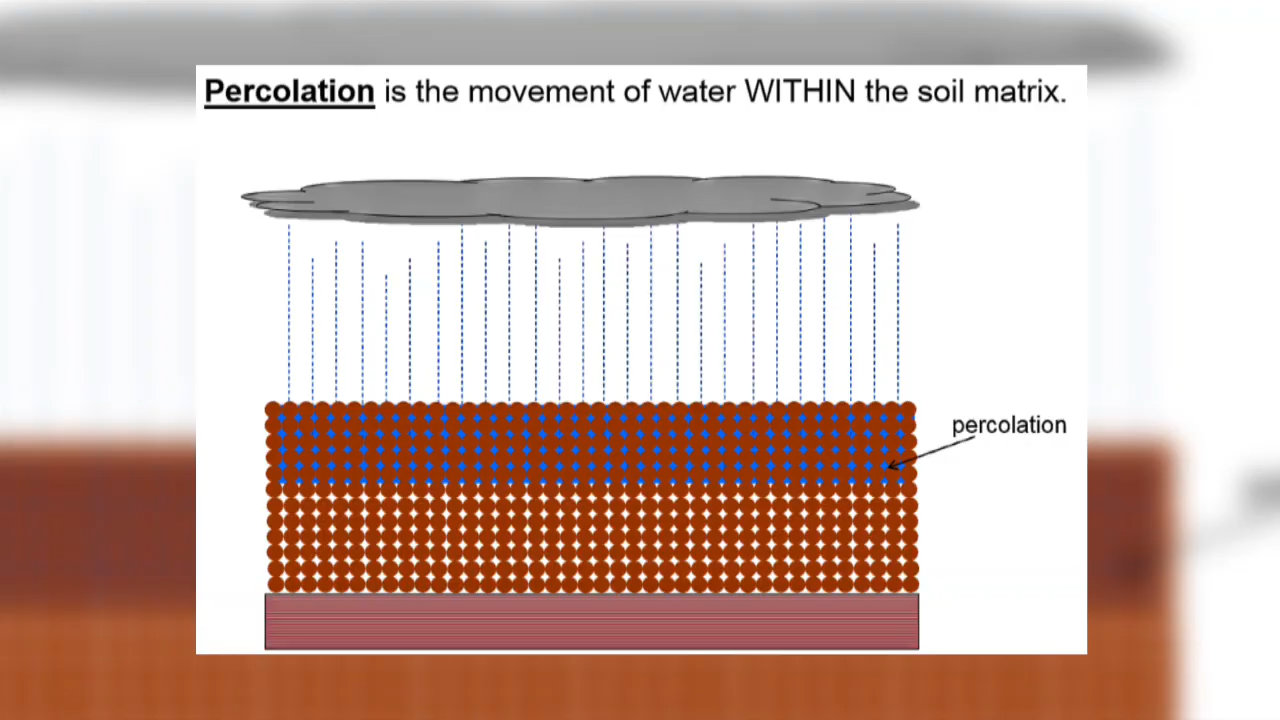 Percolation is the movement of water WITHIN the soil matrix.
percolation